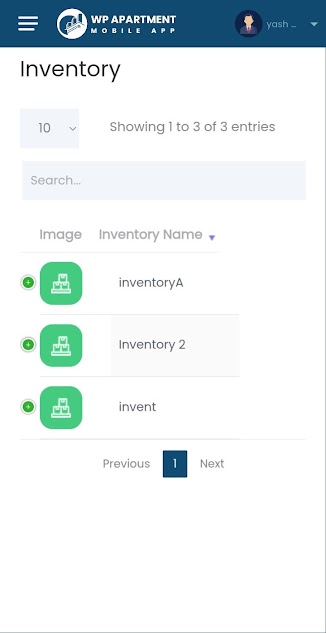 WP APARTMENT
MOBILE APP
yash ...
Inventory
10
Showing 1 to 3 of 3 entries
Search...
Image Inventory Name
inventoryA
Inventory 2
invent
Previous 1 Next